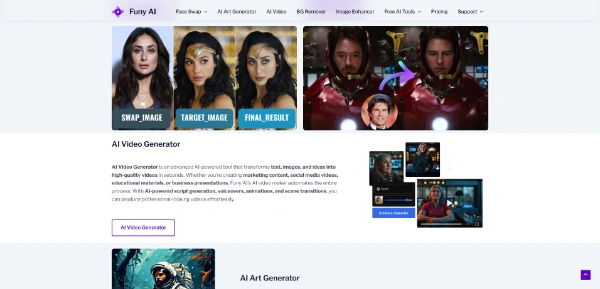 Funy AI
Face Swap
AI Art Generator
AI Video
BG Remover
Image Enhancer
Free AI Tools
Pricing
Support
SWAP_IMAGE
TARGET_IMAGE
FINAL_RESULT
AI Video Generator
AI Video Generator is an advanced AI-powered tool that transforms text, images, and ideas into
high-quality videos in seconds. Whether you're creating marketing content, social media videos,
educational materials, or business presentations, Funy AI's AI video maker automates the entire
process. With AI-powered script generation, voiceovers, animations, and scene transitions, you
can produce professional-looking videos effortlessly.
AI Video Generator
AI Art Generator